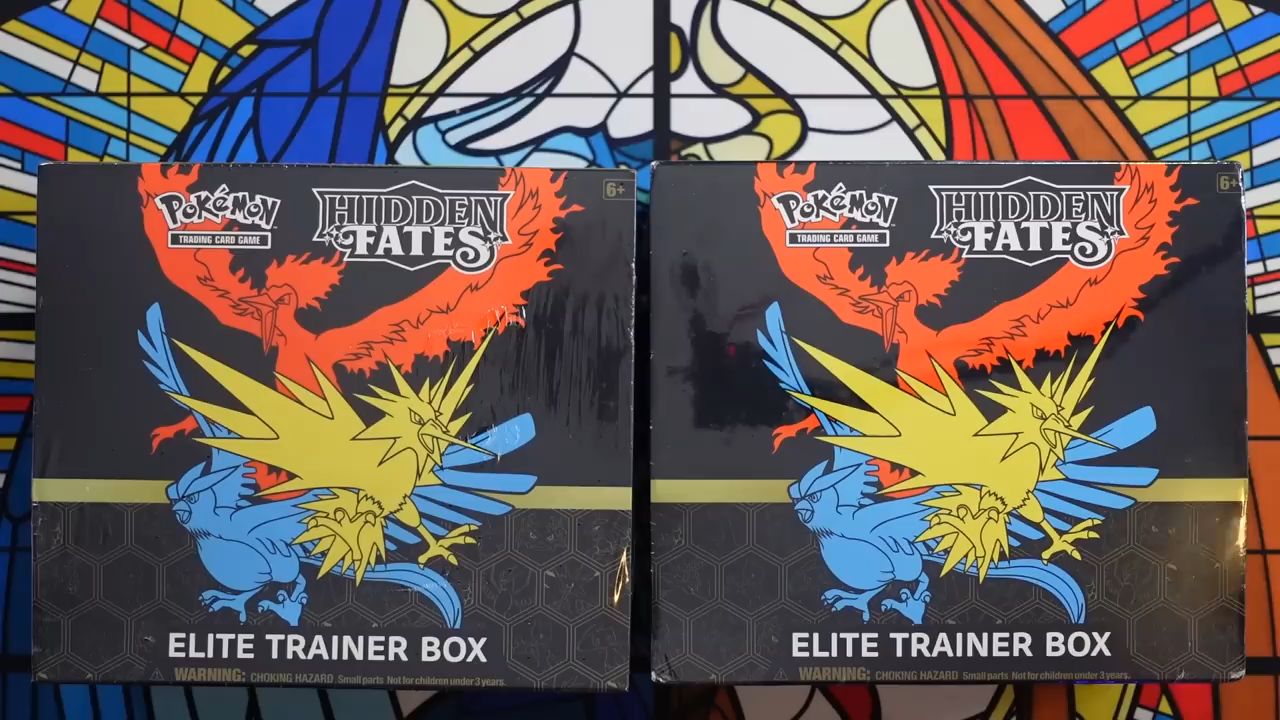 Pokémon
TRADING CARD GAME
HIDDEN
FATES
6+
ELITE TRAINER BOX
WARNING: CHOKING HAZARD Small parts Not for children under 3 years.
Pokémon
TRADING CARD GAME
HIDDEN
FATES
6+
ELITE TRAINER BOX
WARNING: CHOKING HAZARD Small parts Not for children under 3 years.